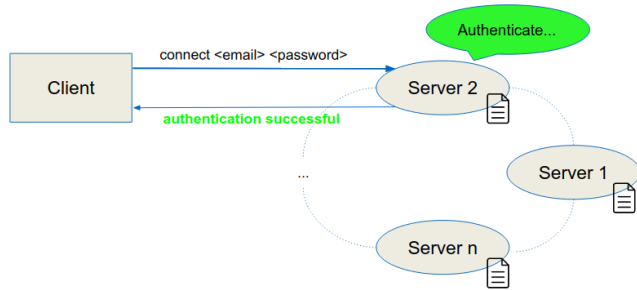 Authenticate...
connect <email> <password>
Client
Server 2
authentication successful
...
Server 1
Server n